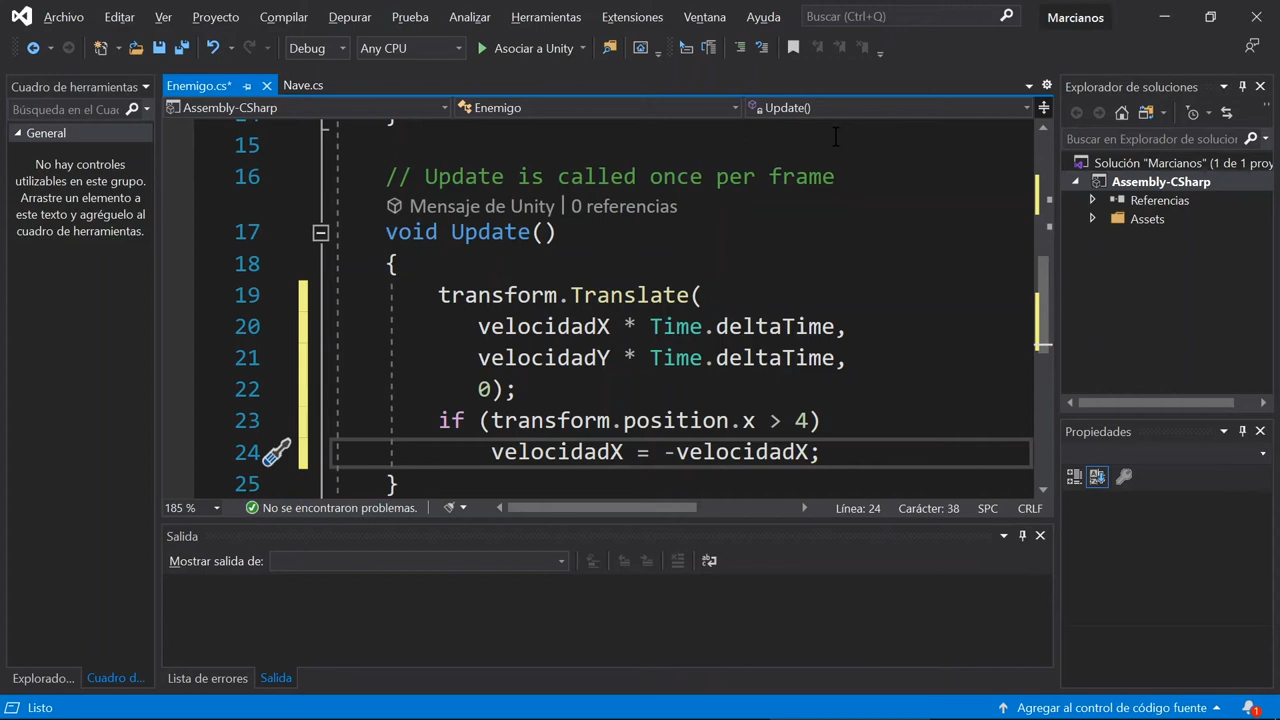 Archivo Editar Ver Proyecto Compilar Depurar Prueba Analizar Herramientas Extensiones Ventana Ayuda Buscar (Ctrl+Q) Marcianos
Debug Any CPU Asociar a Unity
Cuadro de herramientas
Búsqueda en el Cuad
General
No hay controles
utilizables en este grupo.
Arrastre un elemento a
este texto y agréguelo al
cuadro de herramientas.
Explorado...
Cuadro d...
Enemigo.cs*
Nave.cs
Assembly-CSharp
Enemigo
Update()
15
16 // Update is called once per frame
Mensaje de Unity | 0 referencias
17 void Update()
18 {
19 transform.Translate(
20 velocidadX * Time.deltaTime,
21 velocidadY * Time.deltaTime,
22 0);
23 if (transform.position.x > 4)
24 velocidadX = -velocidadX;
25 }
185 % No se encontraron problemas. Línea: 24 Carácter: 38 SPC CRLF
Salida
Mostrar salida de:
Lista de errores
Salida
Explorador de soluciones
Buscar en Explorador de solucion
Solución "Marcianos" (1 de 1 proy
Assembly-CSharp
Referencias
Assets
Propiedades
Listo
Agregar al control de código fuente
1